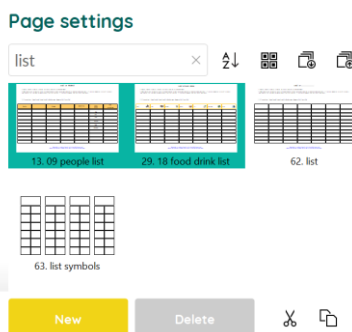 Page settings
list
13. 09 people list
29. 18 food drink list
62. list
63. list symbols
New
Delete